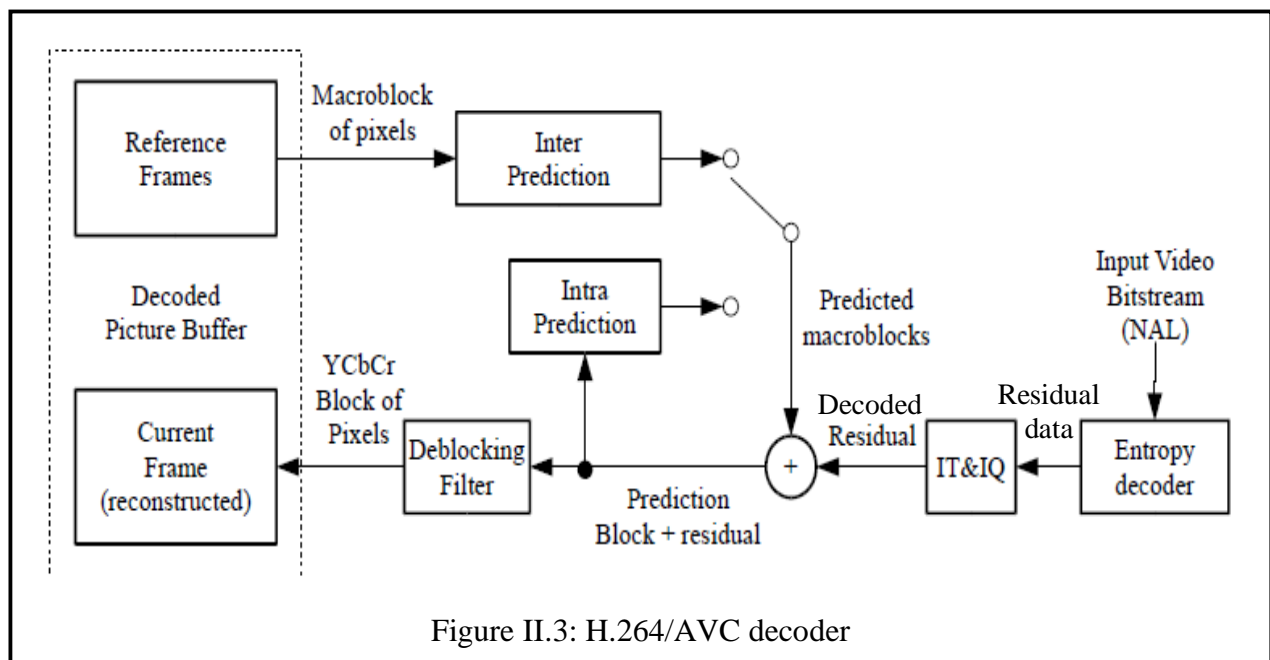 Reference
Frames
Macroblock
of pixels
Inter
Prediction
Decoded
Picture Buffer
Intra
Prediction
Predicted
macroblocks
Input Video
Bitstream
(NAL)
YCbCr
Block of
Pixels
Current
Frame
(reconstructed)
Deblocking
Filter
Prediction
Block + residual
+
Decoded
Residual
IT&IQ
Residual
data
Entropy
decoder
Figure II.3: H.264/AVC decoder